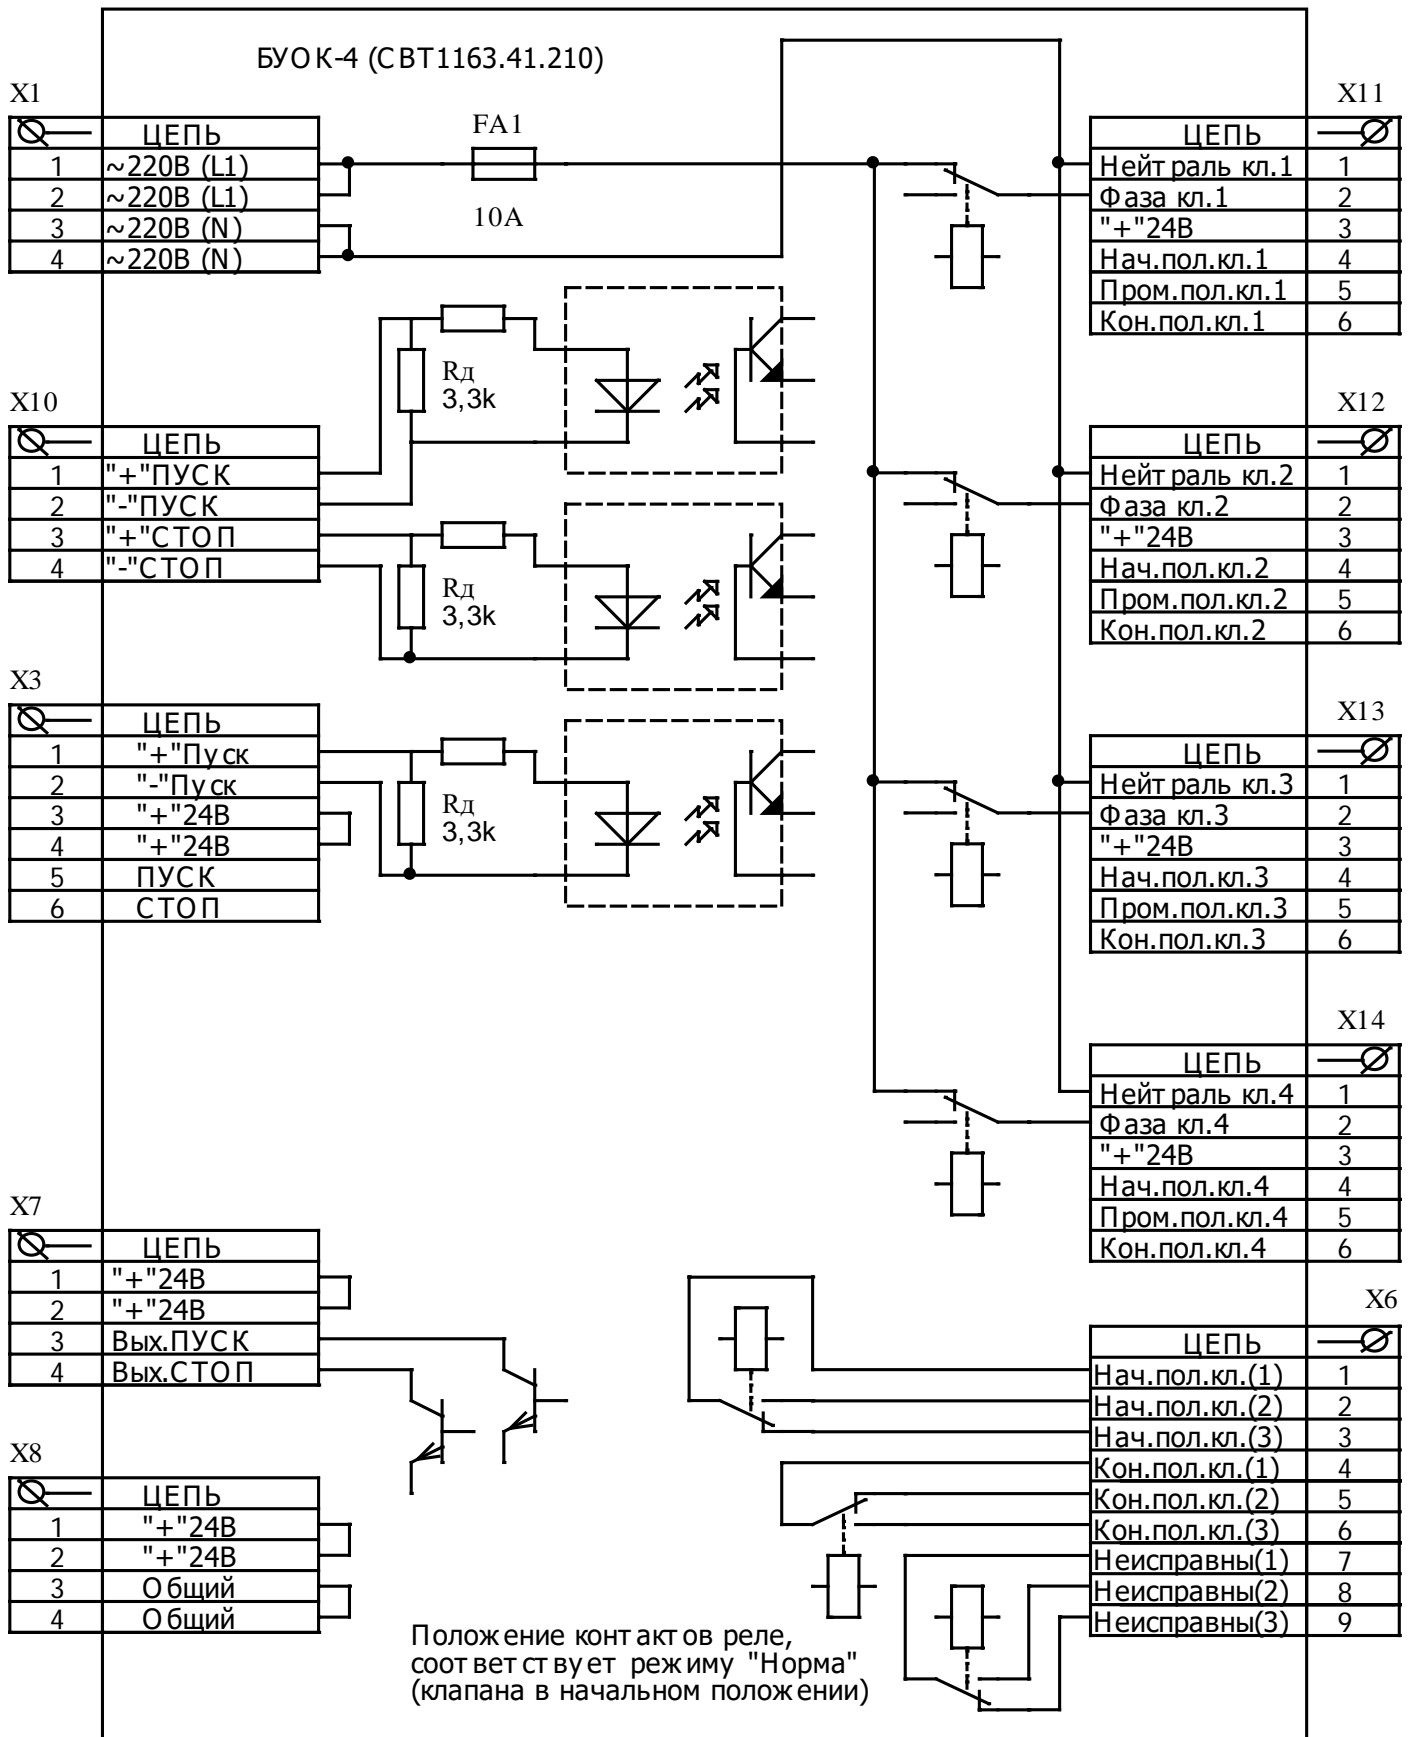 БУОК-4 (СВТ1163.41.210)
X1
ЦЕПЬ
1 ~220В (L1)
2 ~220В (L1)
3 ~220В (N)
4 ~220В (N)
FA1
10А
X11
ЦЕПЬ
Нейтраль кл.1 1
Фаза кл.1 2
"+"24В 3
Нач.пол.кл.1 4
Пром.пол.кл.1 5
Кон.пол.кл.1 6
Rд
3,3k
X10
ЦЕПЬ
1 "+"ПУСК
2 "-"ПУСК
3 "+"СТОП
4 "-"СТОП
Rд
3,3k
X12
ЦЕПЬ
Нейтраль кл.2 1
Фаза кл.2 2
"+"24В 3
Нач.пол.кл.2 4
Пром.пол.кл.2 5
Кон.пол.кл.2 6
X3
ЦЕПЬ
1 "+"Пуск
2 "-"Пуск
3 "+"24В
4 "+"24В
5 ПУСК
6 СТОП
Rд
3,3k
X13
ЦЕПЬ
Нейтраль кл.3 1
Фаза кл.3 2
"+"24В 3
Нач.пол.кл.3 4
Пром.пол.кл.3 5
Кон.пол.кл.3 6
X14
ЦЕПЬ
Нейтраль кл.4 1
Фаза кл.4 2
"+"24В 3
Нач.пол.кл.4 4
Пром.пол.кл.4 5
Кон.пол.кл.4 6
X7
ЦЕПЬ
1 "+"24В
2 "+"24В
3 Вых.ПУСК
4 Вых.СТОП
X6
ЦЕПЬ
Нач.пол.кл.(1) 1
Нач.пол.кл.(2) 2
Нач.пол.кл.(3) 3
Кон.пол.кл.(1) 4
Кон.пол.кл.(2) 5
Кон.пол.кл.(3) 6
Неисправны(1) 7
Неисправны(2) 8
Неисправны(3) 9
X8
ЦЕПЬ
1 "+"24В
2 "+"24В
3 Общий
4 Общий
Положение контактов реле,
соответствует режиму "Норма"
(клапана в начальном положении)